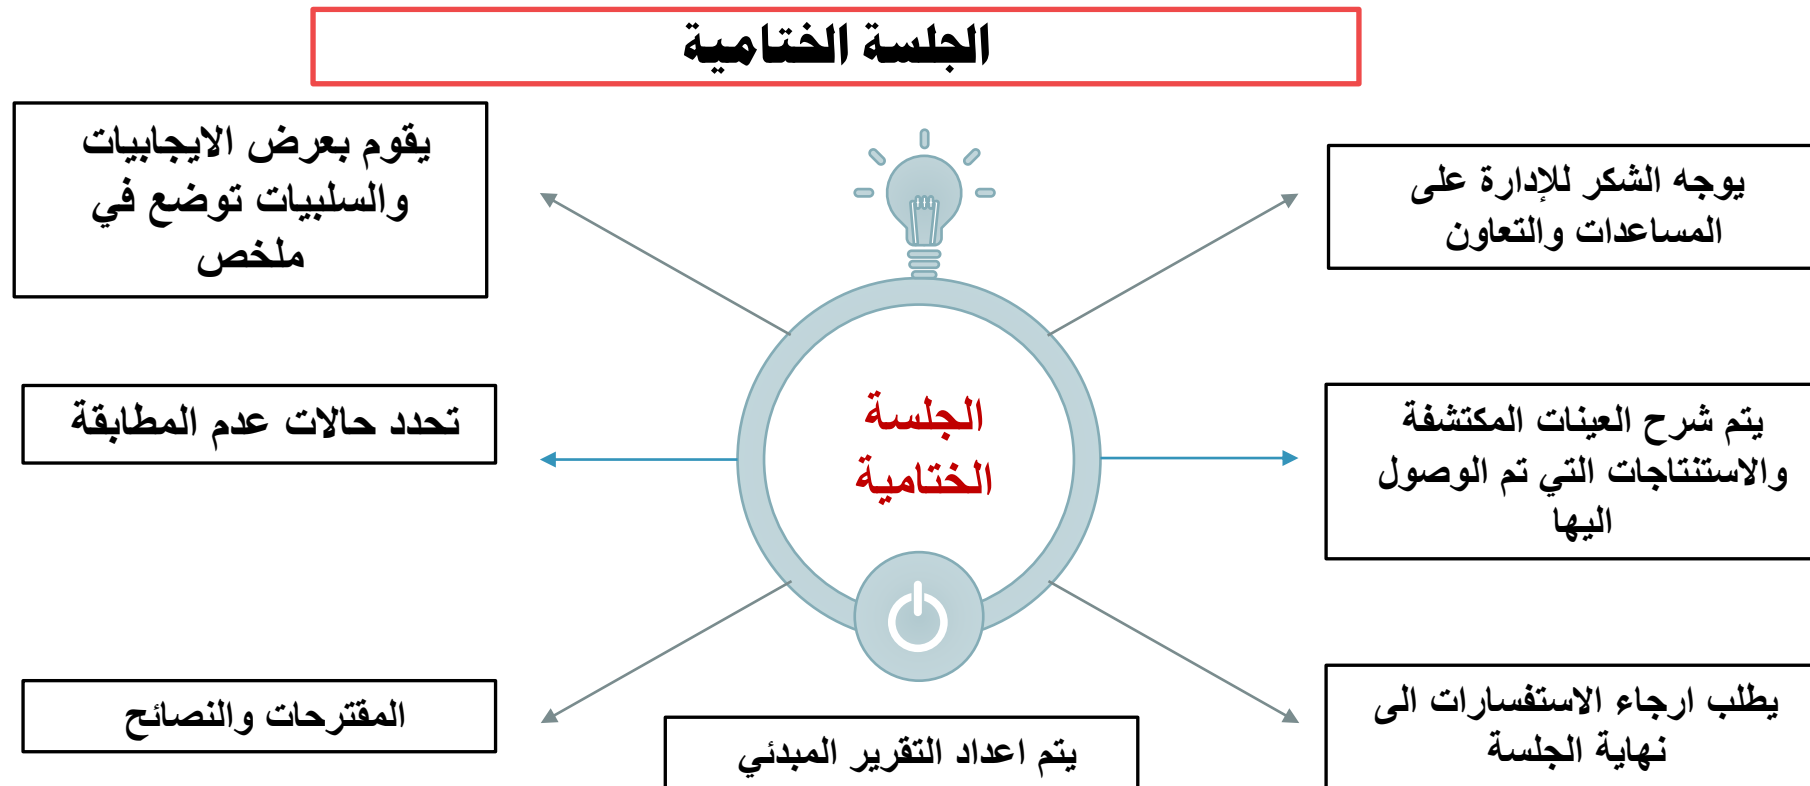 الجلسة الختامية
يوجه الشكر للإدارة على
المساعدات والتعاون
يتم شرح العينات المكتشفة
والاستنتاجات التي تم الوصول
اليها
يطلب ارجاء الاستفسارات الى
نهاية الجلسة
الجلسة
الختامية
يقوم بعرض الايجابيات
والسلبيات توضع في
ملخص
تحدد حالات عدم المطابقة
المقترحات والنصائح
يتم اعداد التقرير المبدئي